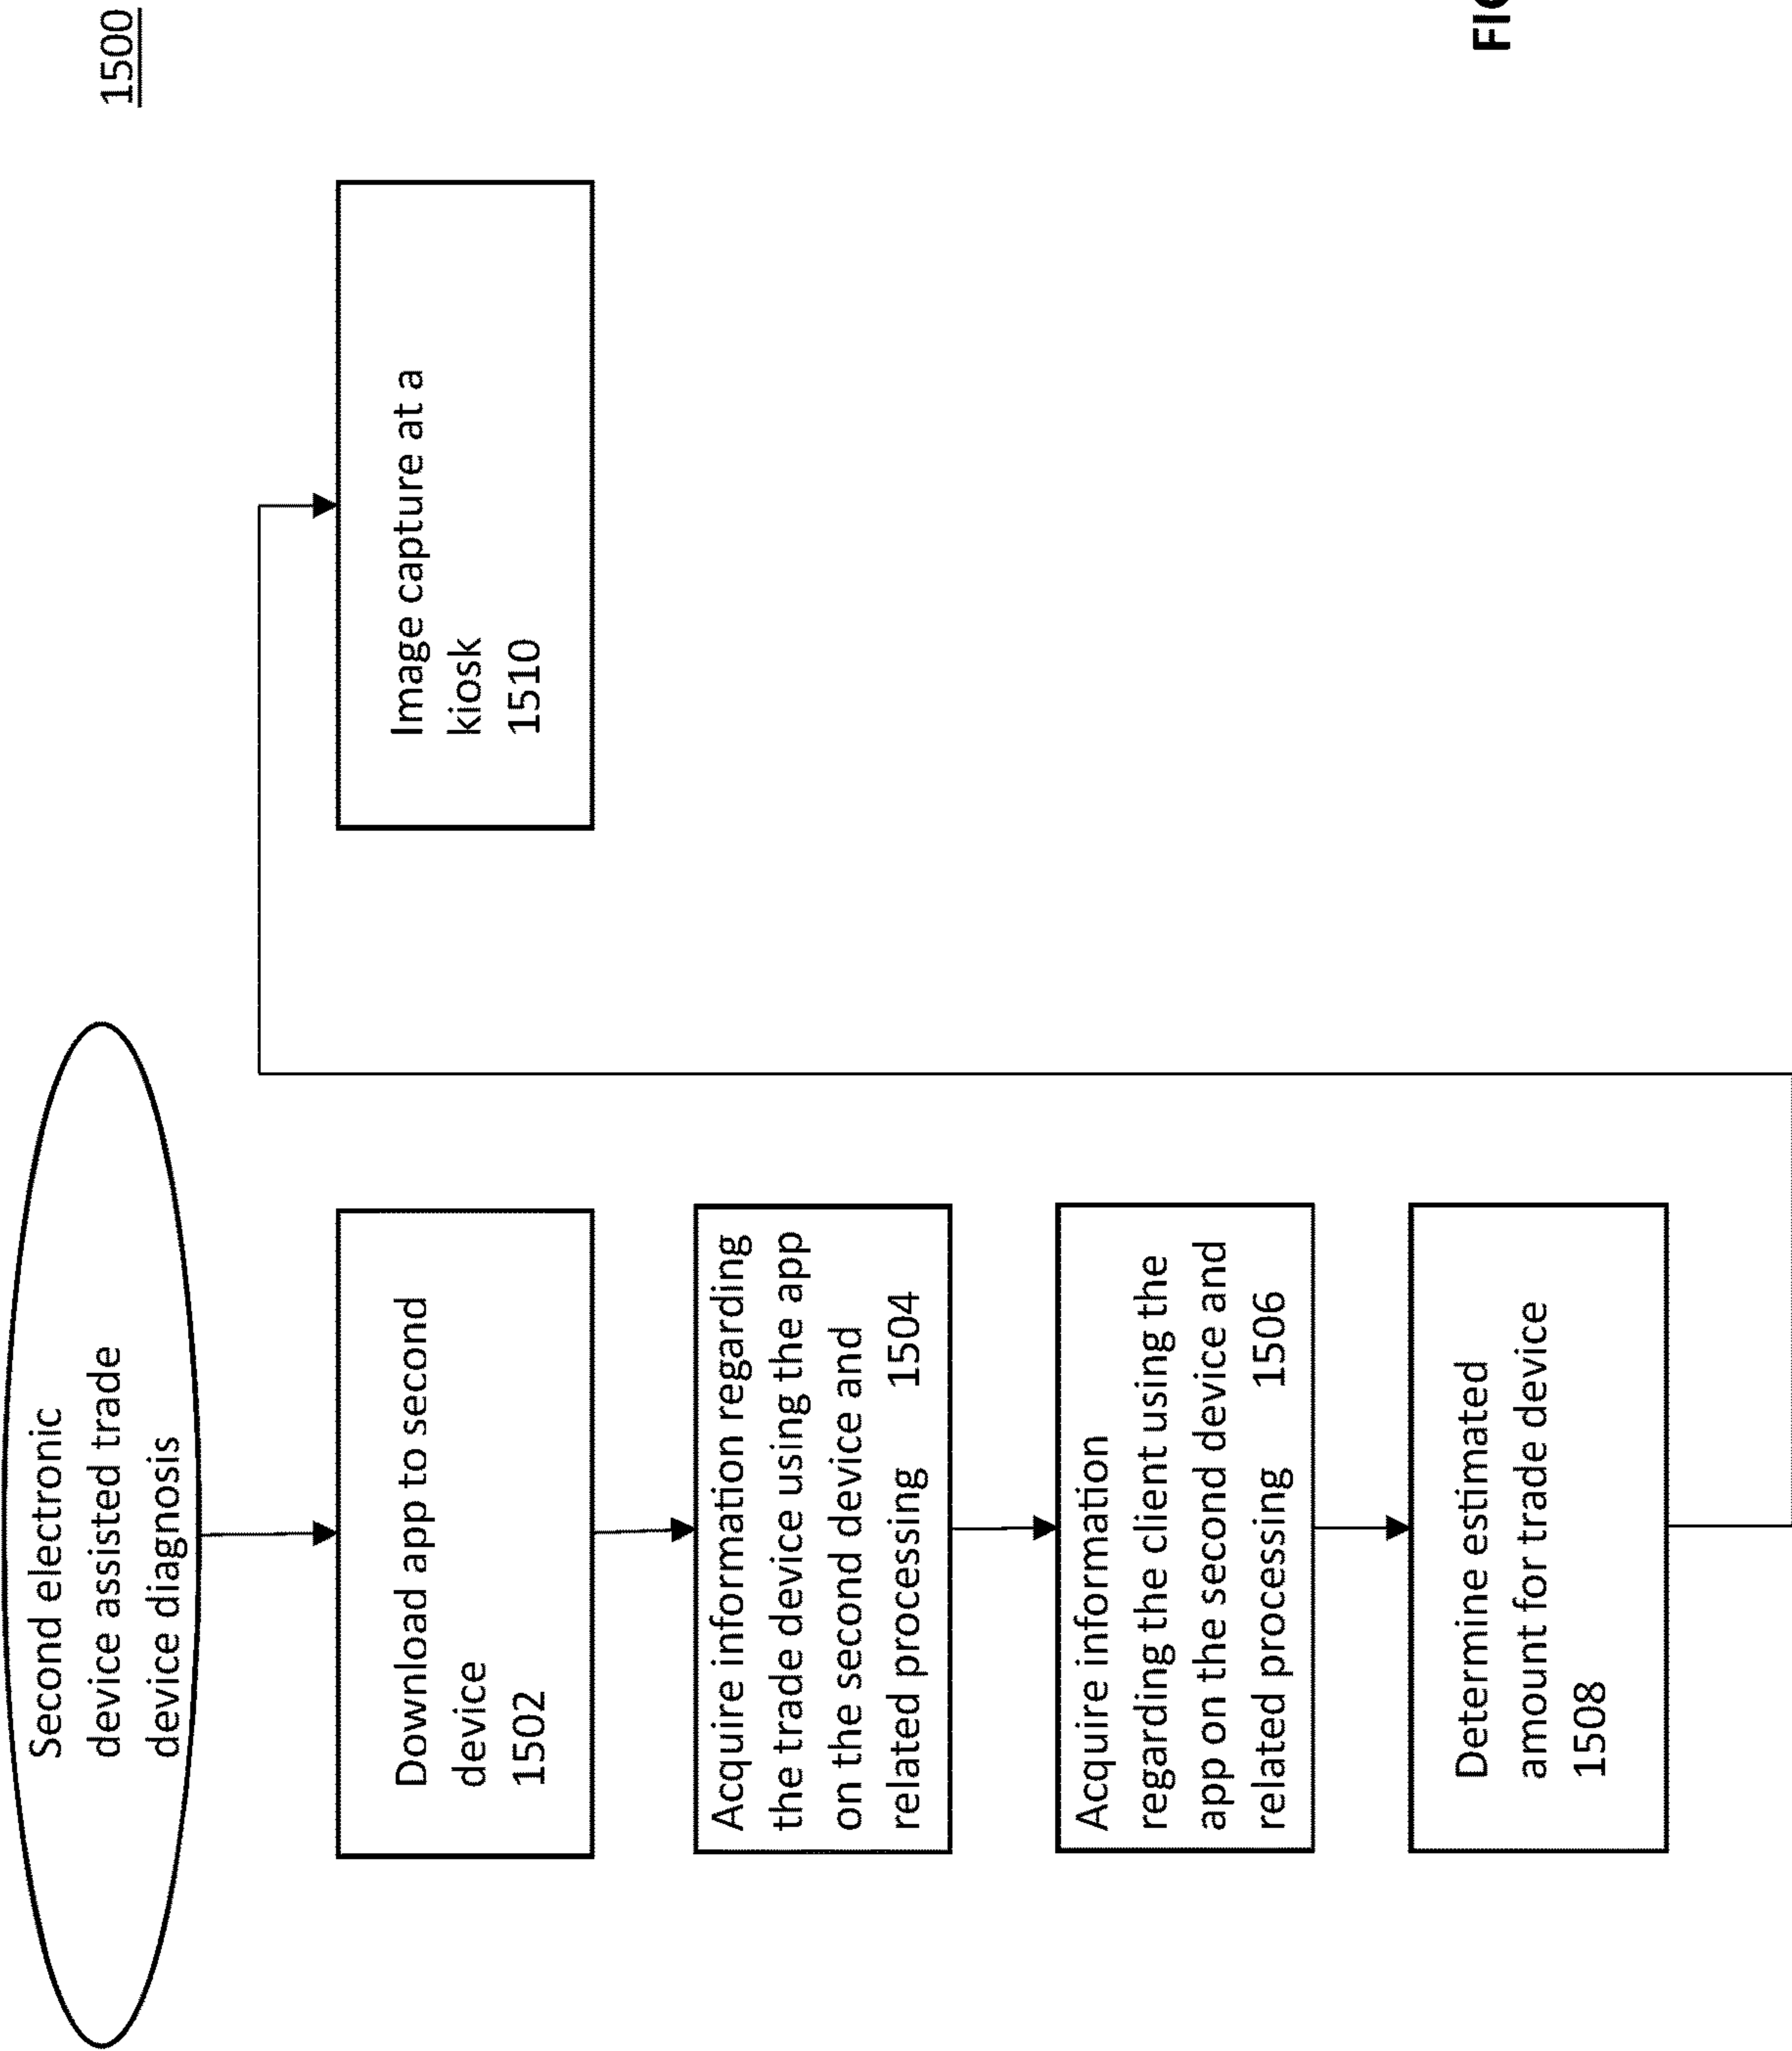 1500
Second electronic
device assisted trade
device diagnosis
Download app to second
device
1502
Acquire information regarding
the trade device using the app
on the second device and
related processing 1504
Acquire information
regarding the client using the
app on the second device and
related processing 1506
Determine estimated
amount for trade device
1508
Image capture at a
kiosk
1510